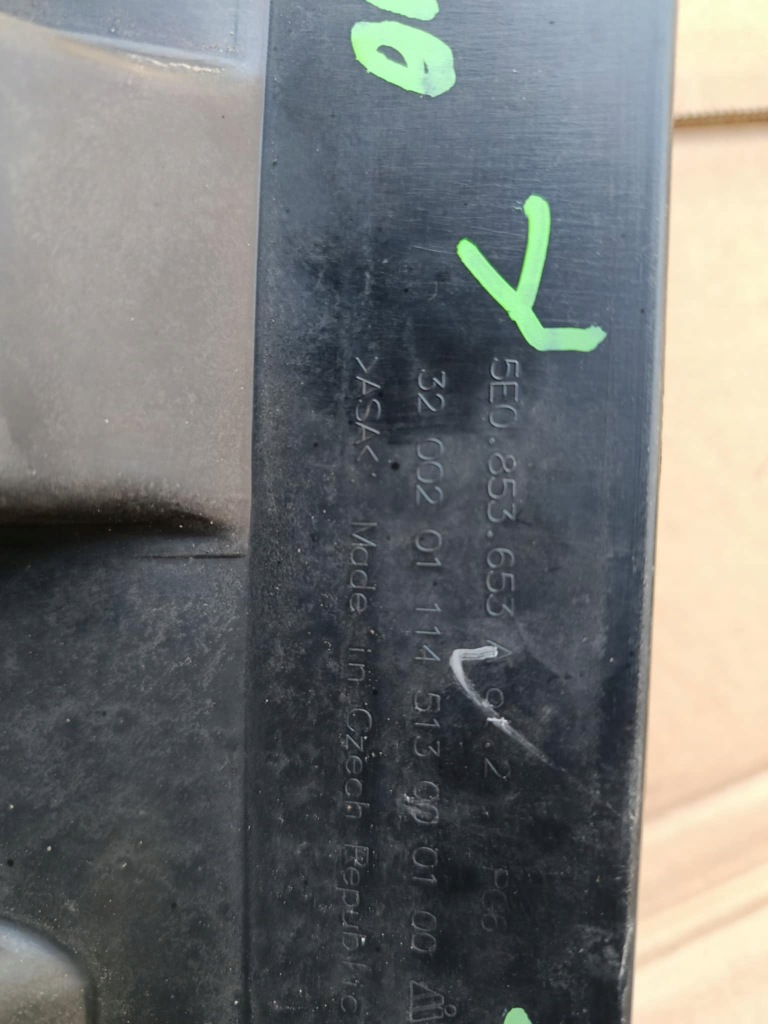 5E0.853.653
32 002 01 114 513 00 01 00
>ASA< Made in Czech Republic